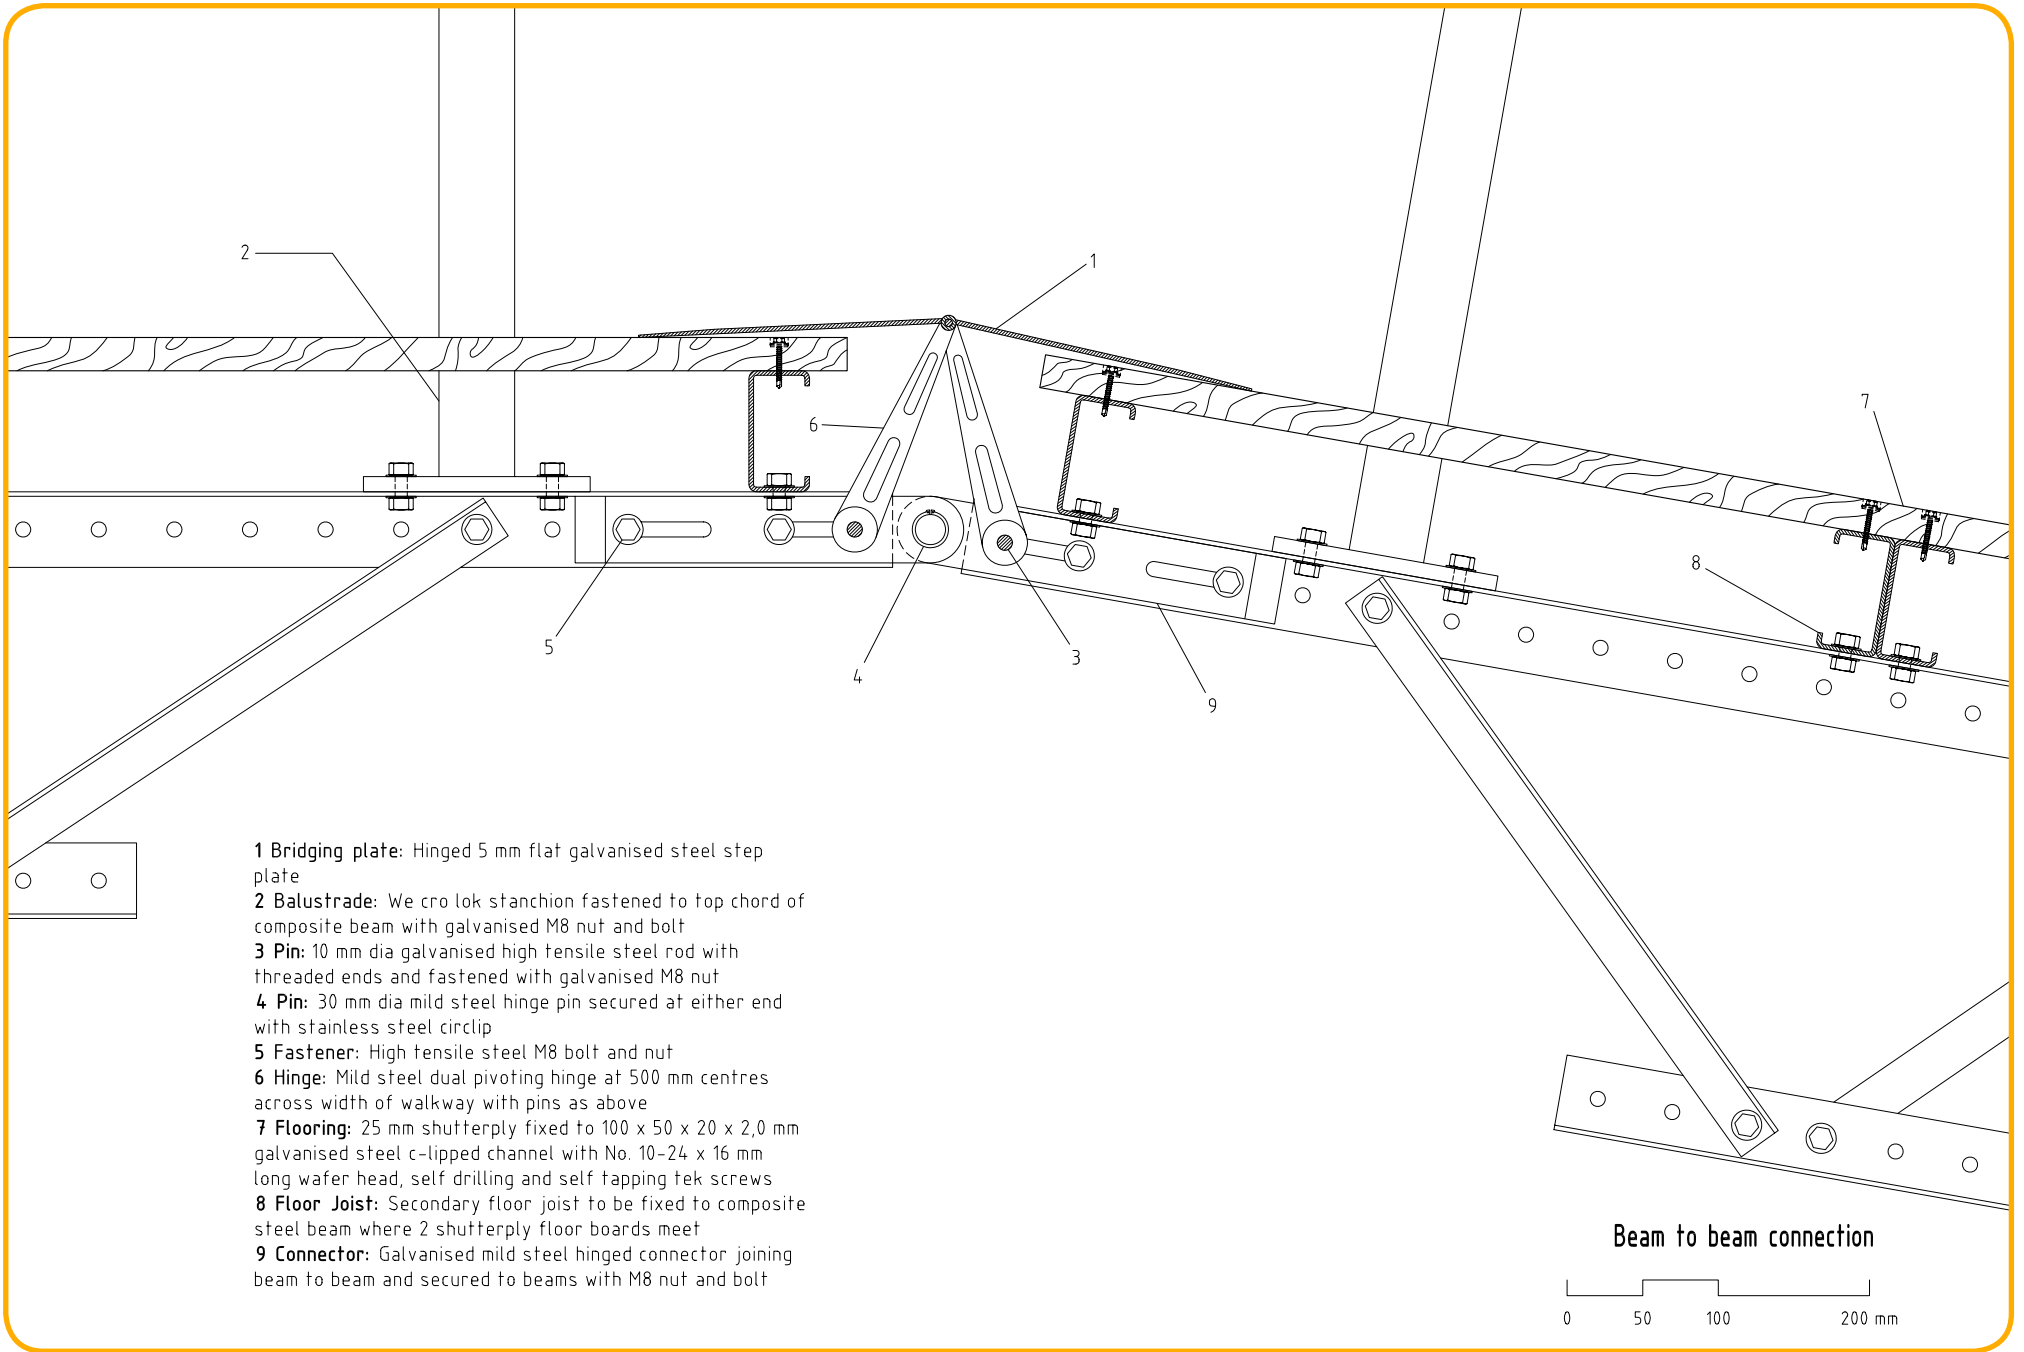 2
1
7
6
8
5
3
4
9
1 Bridging plate: Hinged 5 mm flat galvanised steel step
plate
2 Balustrade: We cro lok stanchion fastened to top chord of
composite beam with galvanised M8 nut and bolt
3 Pin: 10 mm dia galvanised high tensile steel rod with
threaded ends and fastened with galvanised M8 nut
4 Pin: 30 mm dia mild steel hinge pin secured at either end
with stainless steel circlip
5 Fastener: High tensile steel M8 bolt and nut
6 Hinge: Mild steel dual pivoting hinge at 500 mm centres
across width of walkway with pins as above
7 Flooring: 25 mm shutterply fixed to 100 x 50 x 20 x 2,0 mm
galvanised steel c-lipped channel with No. 10-24 x 16 mm
long wafer head, self drilling and self tapping tek screws
8 Floor Joist: Secondary floor joist to be fixed to composite
steel beam where 2 shutterply floor boards meet
9 Connector: Galvanised mild steel hinged connector joining
beam to beam and secured to beams with M8 nut and bolt
Beam to beam connection
0 50 100 200 mm